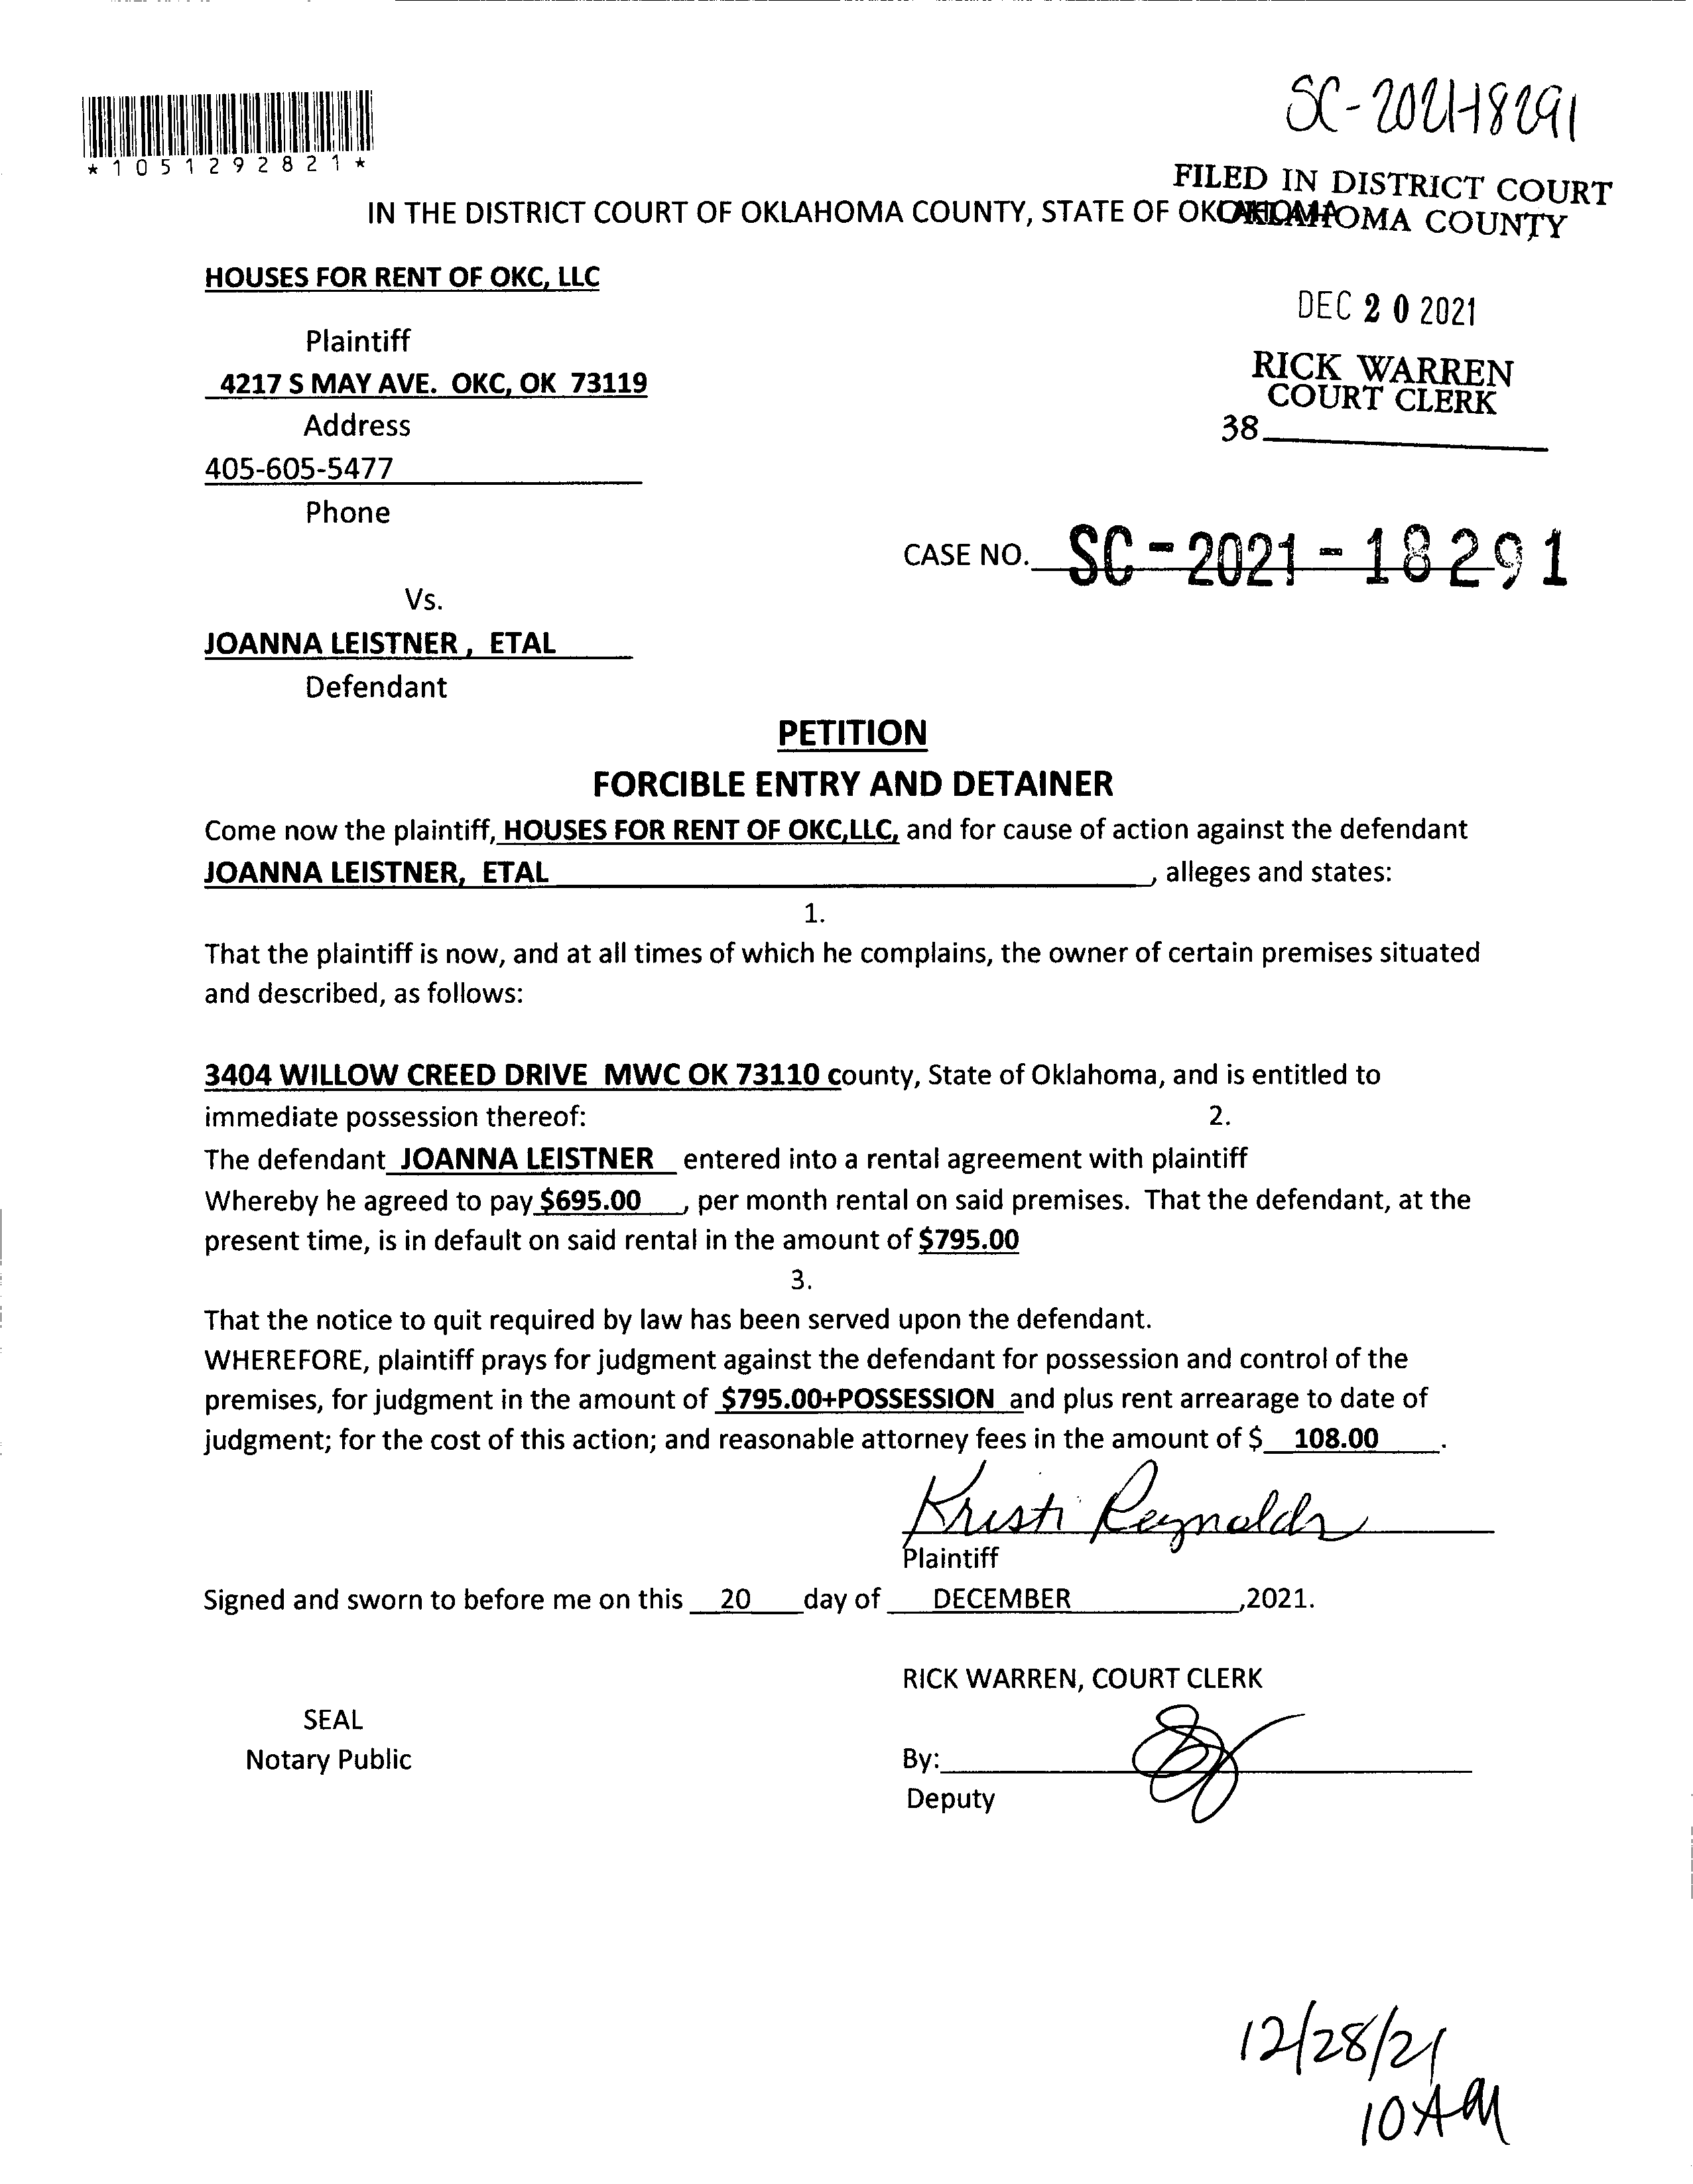 SC-2021-18291
*1051292821*
FILED IN DISTRICT COURT
OKLAHOMA COUNTY
IN THE DISTRICT COURT OF OKLAHOMA COUNTY, STATE OF OKLAHOMA
HOUSES FOR RENT OF OKC, LLC
DEC 20 2021
Plaintiff
RICK WARREN
4217 S MAY AVE. OKC, OK 73119
COURT CLERK
Address
38
405-605-5477
Phone
CASE NO. SC-2021-18291
Vs.
JOANNA LEISTNER , ETAL
Defendant
PETITION
FORCIBLE ENTRY AND DETAINER
Come now the plaintiff, HOUSES FOR RENT OF OKC,LLC, and for cause of action against the defendant
JOANNA LEISTNER, ETAL , alleges and states:
1.
That the plaintiff is now, and at all times of which he complains, the owner of certain premises situated
and described, as follows:
3404 WILLOW CREED DRIVE MWC OK 73110 county, State of Oklahoma, and is entitled to
immediate possession thereof: 2.
The defendant JOANNA LEISTNER entered into a rental agreement with plaintiff
Whereby he agreed to pay $695.00 , per month rental on said premises. That the defendant, at the
present time, is in default on said rental in the amount of $795.00
3.
That the notice to quit required by law has been served upon the defendant.
WHEREFORE, plaintiff prays for judgment against the defendant for possession and control of the
premises, for judgment in the amount of $795.00+POSSESSION and plus rent arrearage to date of
judgment; for the cost of this action; and reasonable attorney fees in the amount of $ 108.00 .
Kristi Reynolds
Plaintiff
Signed and sworn to before me on this 20 day of DECEMBER ,2021.
RICK WARREN, COURT CLERK
SEAL
Notary Public
By:
Deputy
12/28/21
10 AM